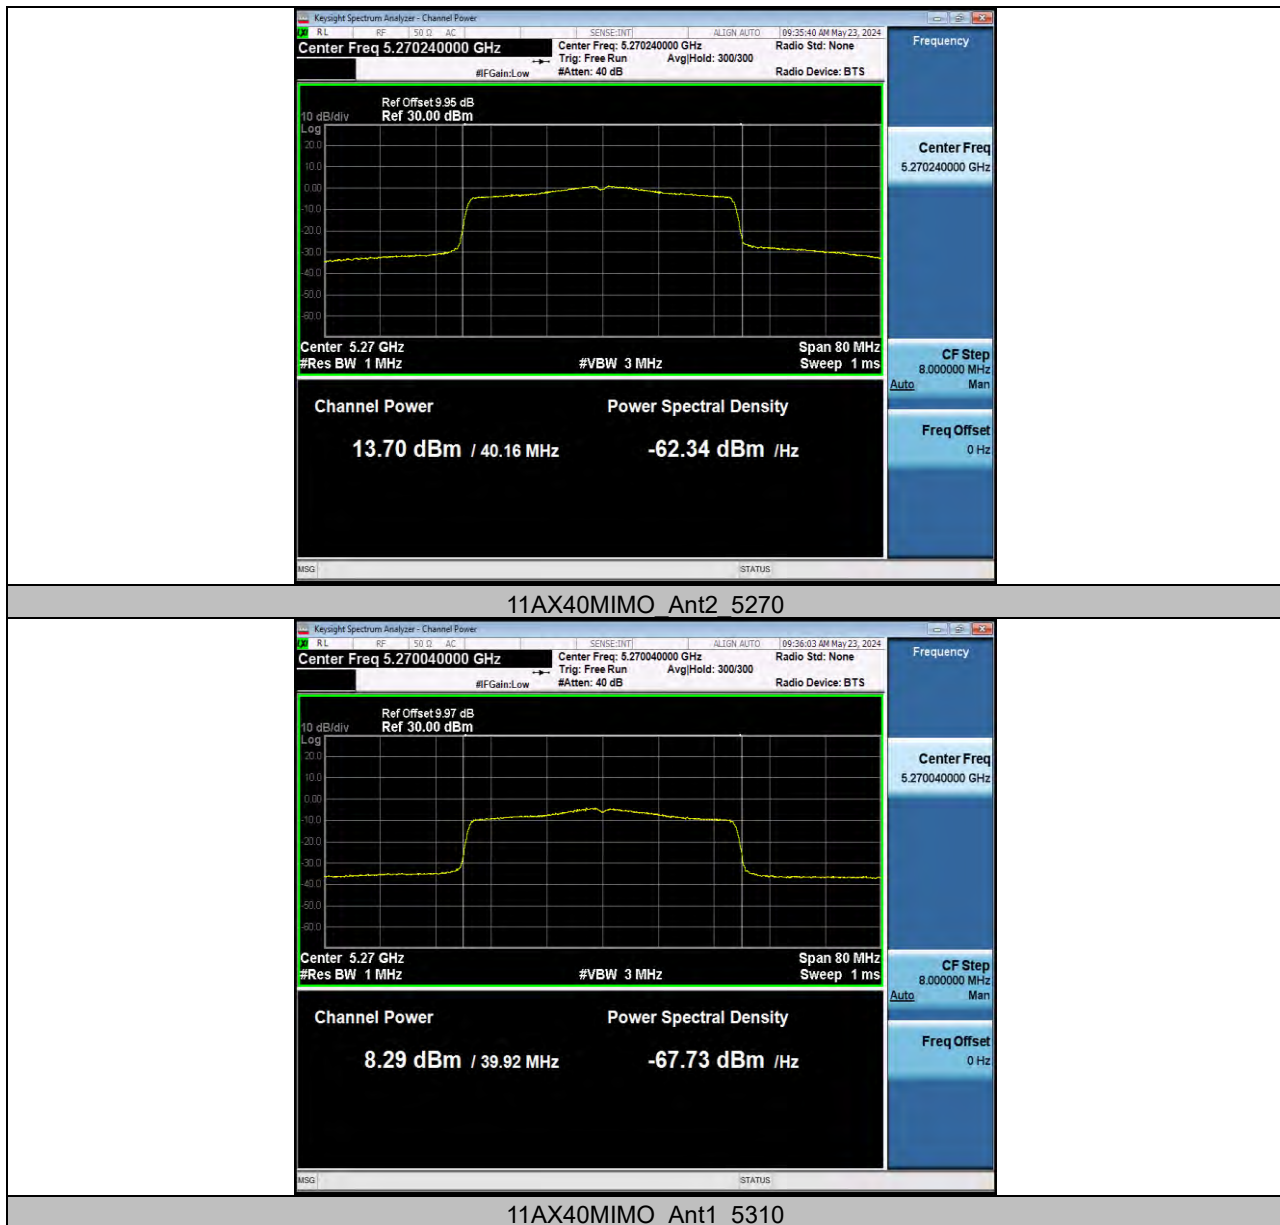 Keysight Spectrum Analyzer - Channel Power
RL RF 50 Ω AC SENSE:INT ALIGN AUTO 09:35:40 AM May 23, 2024
Center Freq 5.270240000 GHz
Center Freq: 5.270240000 GHz
Radio Std: None
Trig: Free Run Avg|Hold: 300/300
#IFGain:Low #Atten: 40 dB Radio Device: BTS
Frequency
Ref Offset 9.95 dB
10 dB/div Ref 30.00 dBm
Log
20.0
10.0
0.00
-10.0
-20.0
-30.0
-40.0
-50.0
-60.0
Center Freq
5.270240000 GHz
Center 5.27 GHz Span 80 MHz
#Res BW 1 MHz #VBW 3 MHz Sweep 1 ms
CF Step
8.000000 MHz
Auto Man
Channel Power Power Spectral Density
13.70 dBm / 40.16 MHz -62.34 dBm /Hz
Freq Offset
0 Hz
MSG STATUS
11AX40MIMO_Ant2_5270
Keysight Spectrum Analyzer - Channel Power
RL RF 50 Ω AC SENSE:INT ALIGN AUTO 09:36:03 AM May 23, 2024
Center Freq 5.270040000 GHz
Center Freq: 5.270040000 GHz
Radio Std: None
Trig: Free Run Avg|Hold: 300/300
#IFGain:Low #Atten: 40 dB Radio Device: BTS
Frequency
Ref Offset 9.97 dB
10 dB/div Ref 30.00 dBm
Log
20.0
10.0
0.00
-10.0
-20.0
-30.0
-40.0
-50.0
-60.0
Center Freq
5.270040000 GHz
Center 5.27 GHz Span 80 MHz
#Res BW 1 MHz #VBW 3 MHz Sweep 1 ms
CF Step
8.000000 MHz
Auto Man
Channel Power Power Spectral Density
8.29 dBm / 39.92 MHz -67.73 dBm /Hz
Freq Offset
0 Hz
MSG STATUS
11AX40MIMO_Ant1_5310